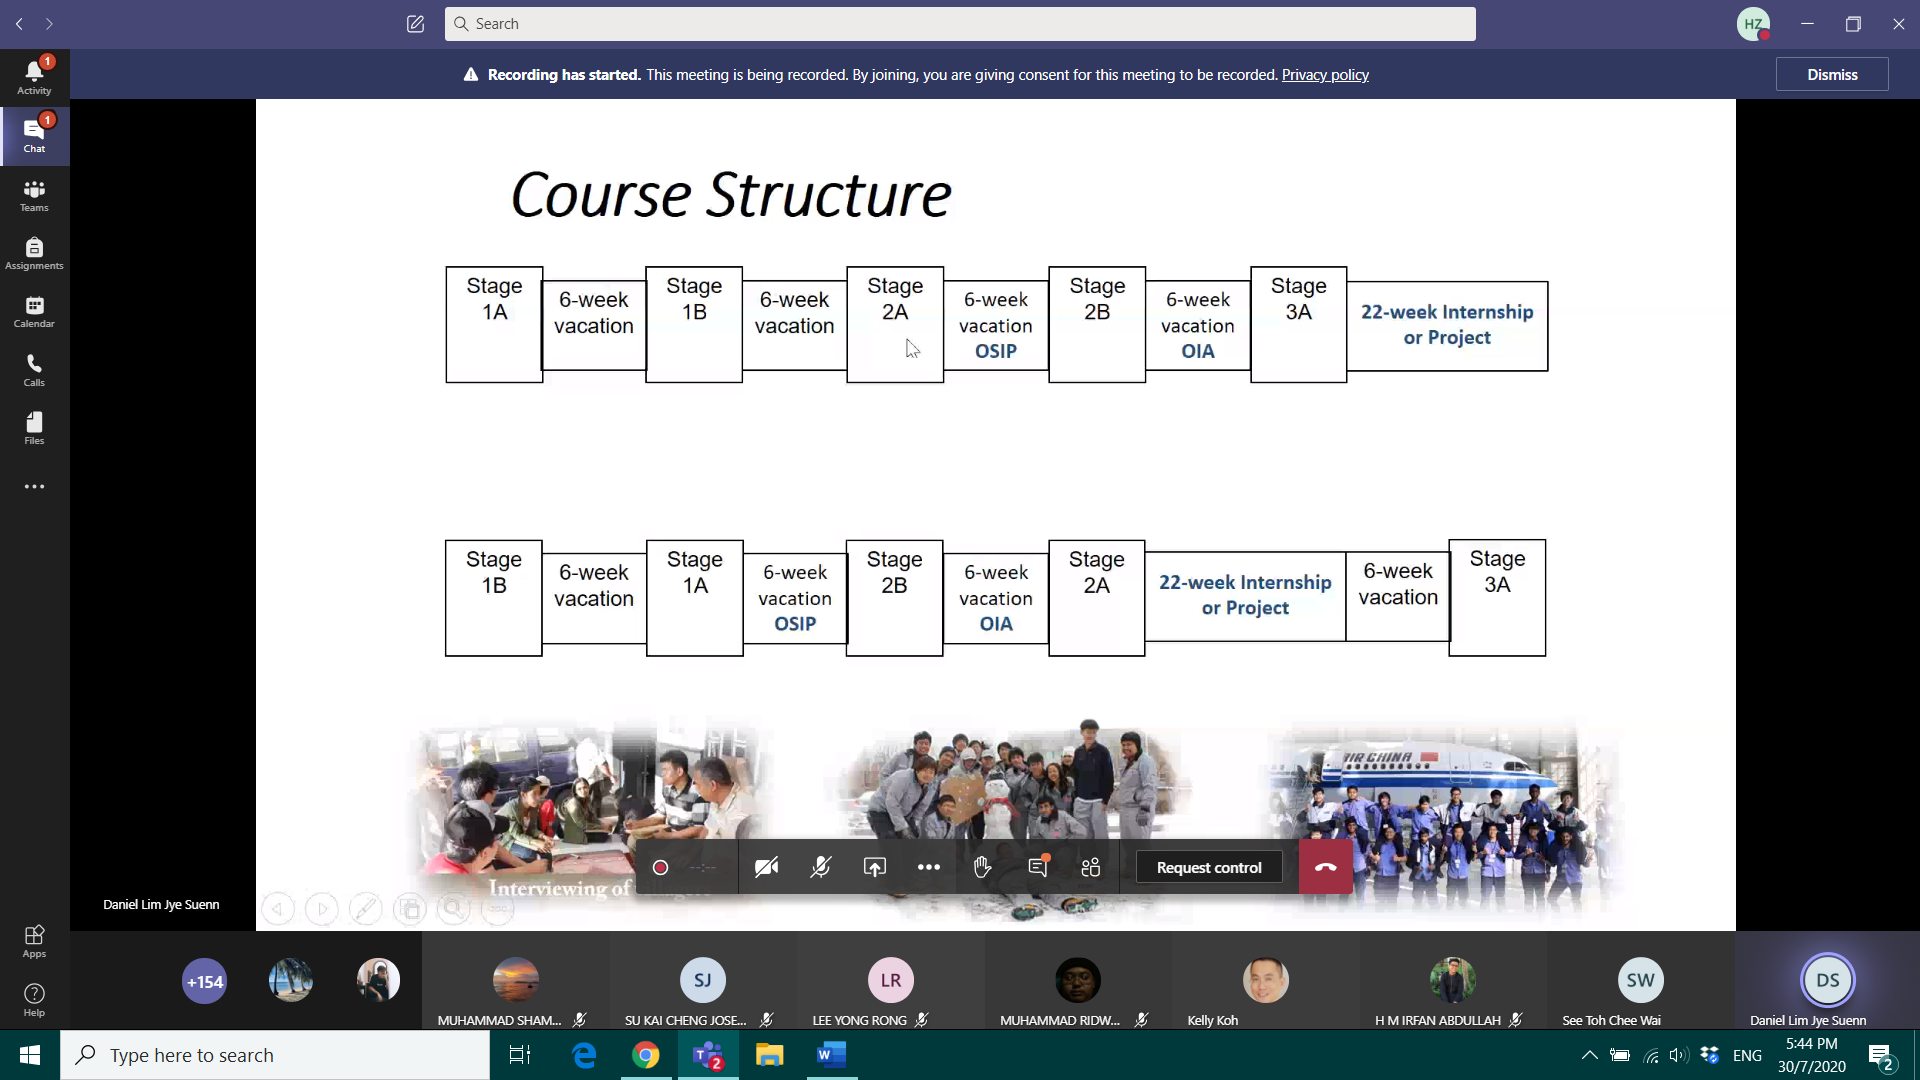 Search
HZ
Recording has started. This meeting is being recorded. By joining, you are giving consent for this meeting to be recorded. Privacy policy
Dismiss
1
Activity
1
Chat
Teams
Assignments
Calendar
Calls
Files
Apps
Help
Course Structure
Stage
1A
6-week
vacation
Stage
1B
6-week
vacation
Stage
2A
6-week
vacation
OSIP
Stage
2B
6-week
vacation
OIA
Stage
3A
22-week Internship
or Project
Stage
1B
6-week
vacation
Stage
1A
6-week
vacation
OSIP
Stage
2B
6-week
vacation
OIA
Stage
2A
22-week Internship
or Project
6-week
vacation
Stage
3A
AIR CHINA
Interviewing of
Request control
Daniel Lim Jye Suenn
+154
MUHAMMAD SHAM...
SJ
SU KAI CHENG JOSE...
LR
LEE YONG RONG
MUHAMMAD RIDW...
Kelly Koh
H M IRFAN ABDULLAH
SW
See Toh Chee Wai
DS
Daniel Lim Jye Suenn
Type here to search
2
ENG
5:44 PM
30/7/2020
2